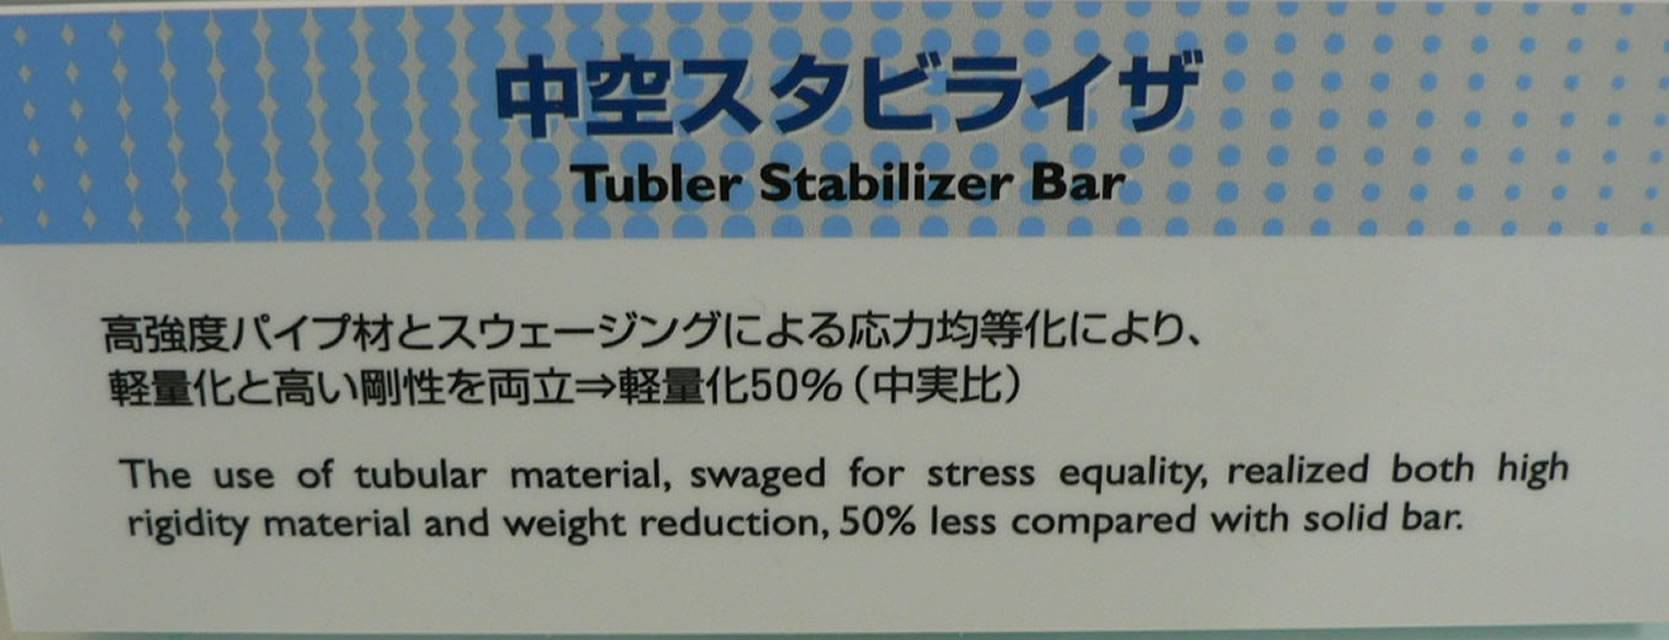 中空スタビライザ
Tubler Stabilizer Bar
高強度パイプ材とスウェージングによる応力均等化により、
軽量化と高い剛性を両立⇒軽量化50%（中実比）
The use of tubular material, swaged for stress equality, realized both high
rigidity material and weight reduction, 50% less compared with solid bar.